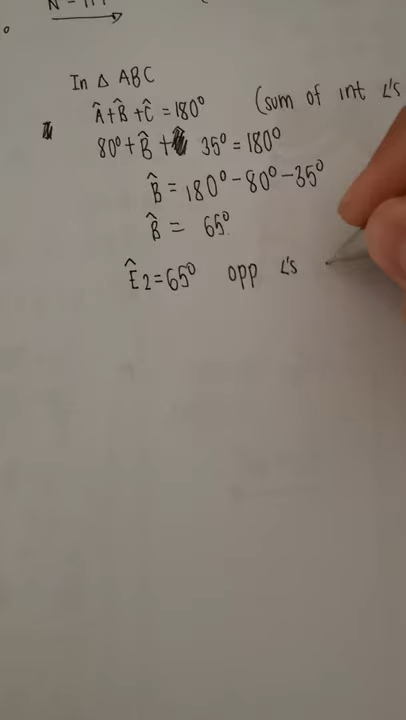 In △ ABC
Â+B̂+Ĉ=180° (sum of int ∠'s
80°+B̂+ 35°=180°
B̂=180°-80°-35°
B̂= 65°
Ê2=65° opp ∠'s